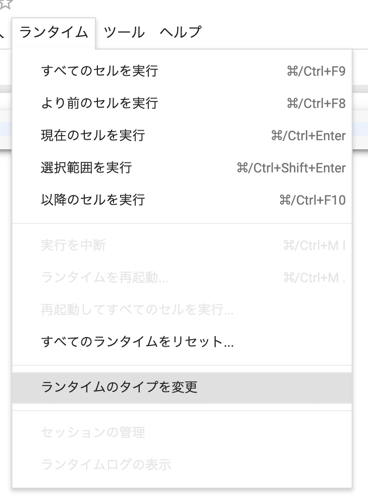 ランタイム ツール ヘルプ
すべてのセルを実行 ⌘/Ctrl+F9
より前のセルを実行 ⌘/Ctrl+F8
現在のセルを実行 ⌘/Ctrl+Enter
選択範囲を実行 ⌘/Ctrl+Shift+Enter
以降のセルを実行 ⌘/Ctrl+F10
実行を中断 ⌘/Ctrl+M I
ランタイムを再起動... ⌘/Ctrl+M .
再起動してすべてのセルを実行...
すべてのランタイムをリセット...
ランタイムのタイプを変更
セッションの管理
ランタイムログの表示